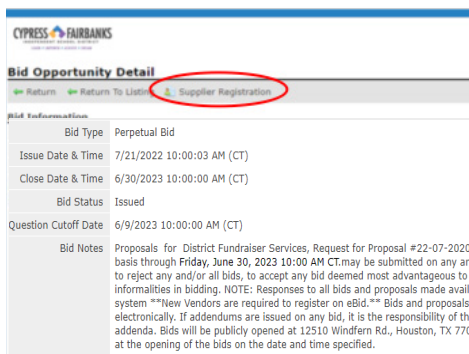 CYPRESS FAIRBANKS
INDEPENDENT SCHOOL DISTRICT
Bid Opportunity Detail
Return Return To Listing Supplier Registration
Bid Information
Bid Type Perpetual Bid
Issue Date & Time 7/21/2022 10:00:03 AM (CT)
Close Date & Time 6/30/2023 10:00:00 AM (CT)
Bid Status Issued
Question Cutoff Date 6/9/2023 10:00:00 AM (CT)
Bid Notes Proposals for District Fundraiser Services, Request for Proposal #22-07-2020
basis through Friday, June 30, 2023 10:00 AM CT.may be submitted on any
to reject any and/or all bids, to accept any bid deemed most advantageous to
informalities in bidding. NOTE: Responses to all bids and proposals made avail
system **New Vendors are required to register on eBid.** Bids and proposals
electronically. If addendums are issued on any bid, it is the responsibility of th
addenda. Bids will be publicly opened at 12510 Windfern Rd., Houston, TX 770
at the opening of the bids on the date and time specified.